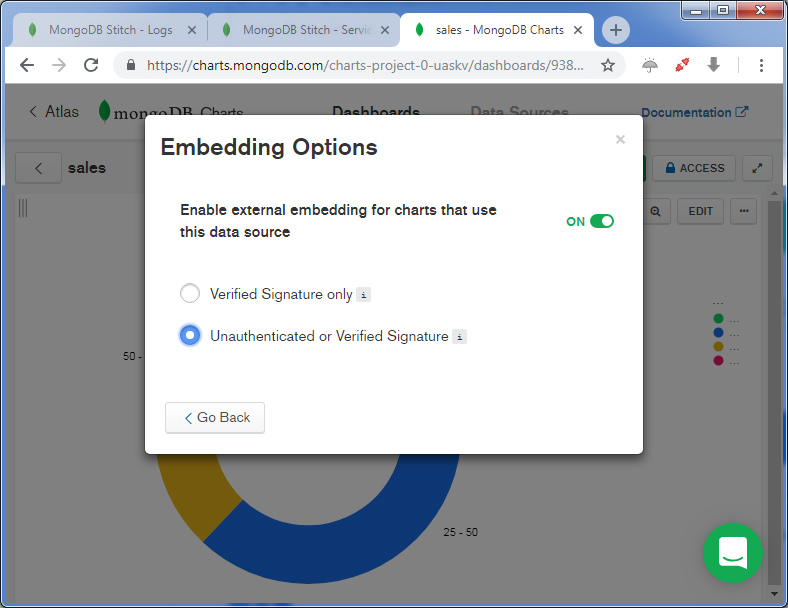 MongoDB Stitch - Logs
MongoDB Stitch - Servic
sales - MongoDB Charts
https://charts.mongodb.com/charts-project-0-uaskv/dashboards/938...
Atlas
mongoDB Charts
Dashboards
Data Sources
Documentation
sales
ACCESS
EDIT
...
Embedding Options
×
Enable external embedding for charts that use
this data source
ON
Verified Signature only i
Unauthenticated or Verified Signature i
Go Back
50 -
25 - 50
...
...
...
...
...